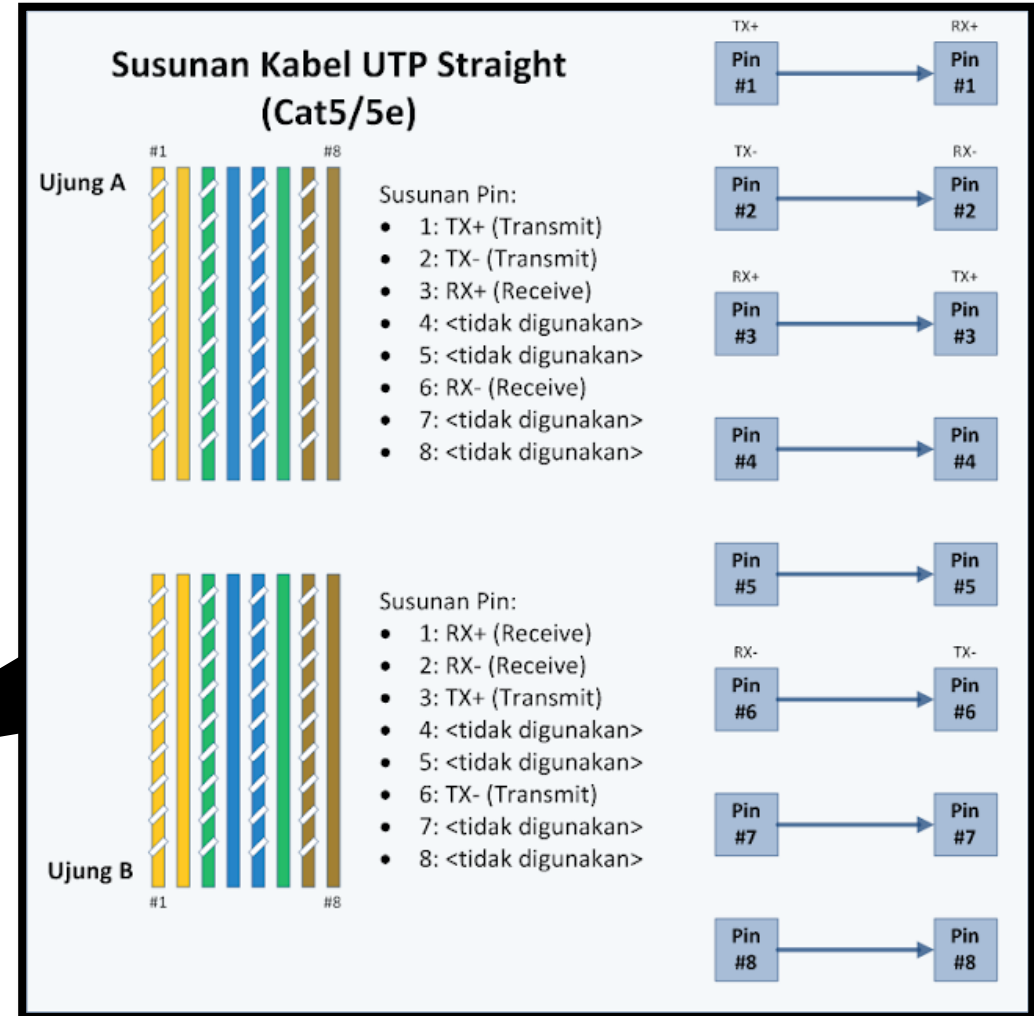 Susunan Kabel UTP Straight
(Cat5/5e)
#1
#8
Ujung A
Susunan Pin:
• 1: TX+ (Transmit)
• 2: TX- (Transmit)
• 3: RX+ (Receive)
• 4: <tidak digunakan>
• 5: <tidak digunakan>
• 6: RX- (Receive)
• 7: <tidak digunakan>
• 8: <tidak digunakan>
Susunan Pin:
• 1: RX+ (Receive)
• 2: RX- (Receive)
• 3: TX+ (Transmit)
• 4: <tidak digunakan>
• 5: <tidak digunakan>
• 6: TX- (Transmit)
• 7: <tidak digunakan>
• 8: <tidak digunakan>
Ujung B
#1
#8
TX+
RX+
Pin
#1
Pin
#1
TX-
RX-
Pin
#2
Pin
#2
RX+
TX+
Pin
#3
Pin
#3
Pin
#4
Pin
#4
Pin
#5
Pin
#5
RX-
TX-
Pin
#6
Pin
#6
Pin
#7
Pin
#7
Pin
#8
Pin
#8